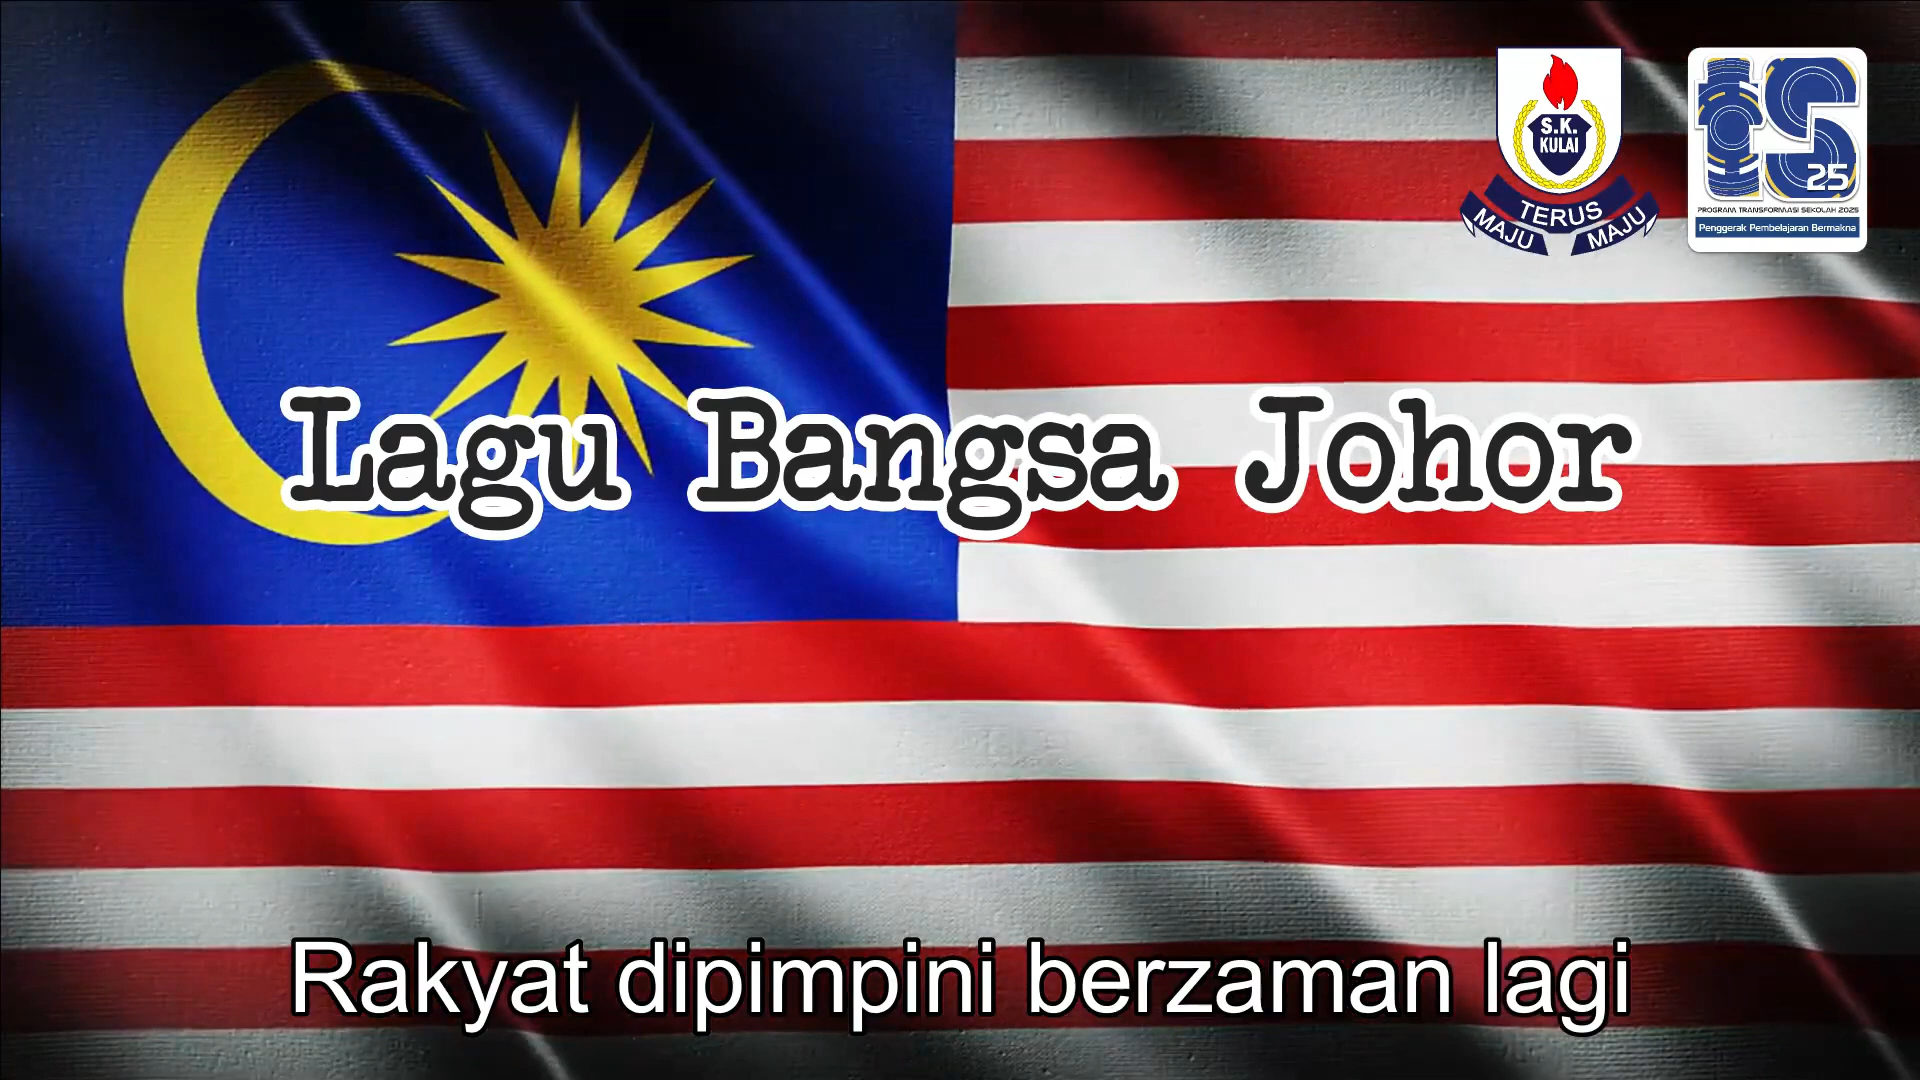 S.K.
KULAI
MAJU TERUS MAJU
ts
25
PROGRAM TRANSFORMASI SEKOLAH 2025
Penggerak Pembelajaran Bermakna
Lagu Bangsa Johor
Rakyat dipimpini berzaman lagi